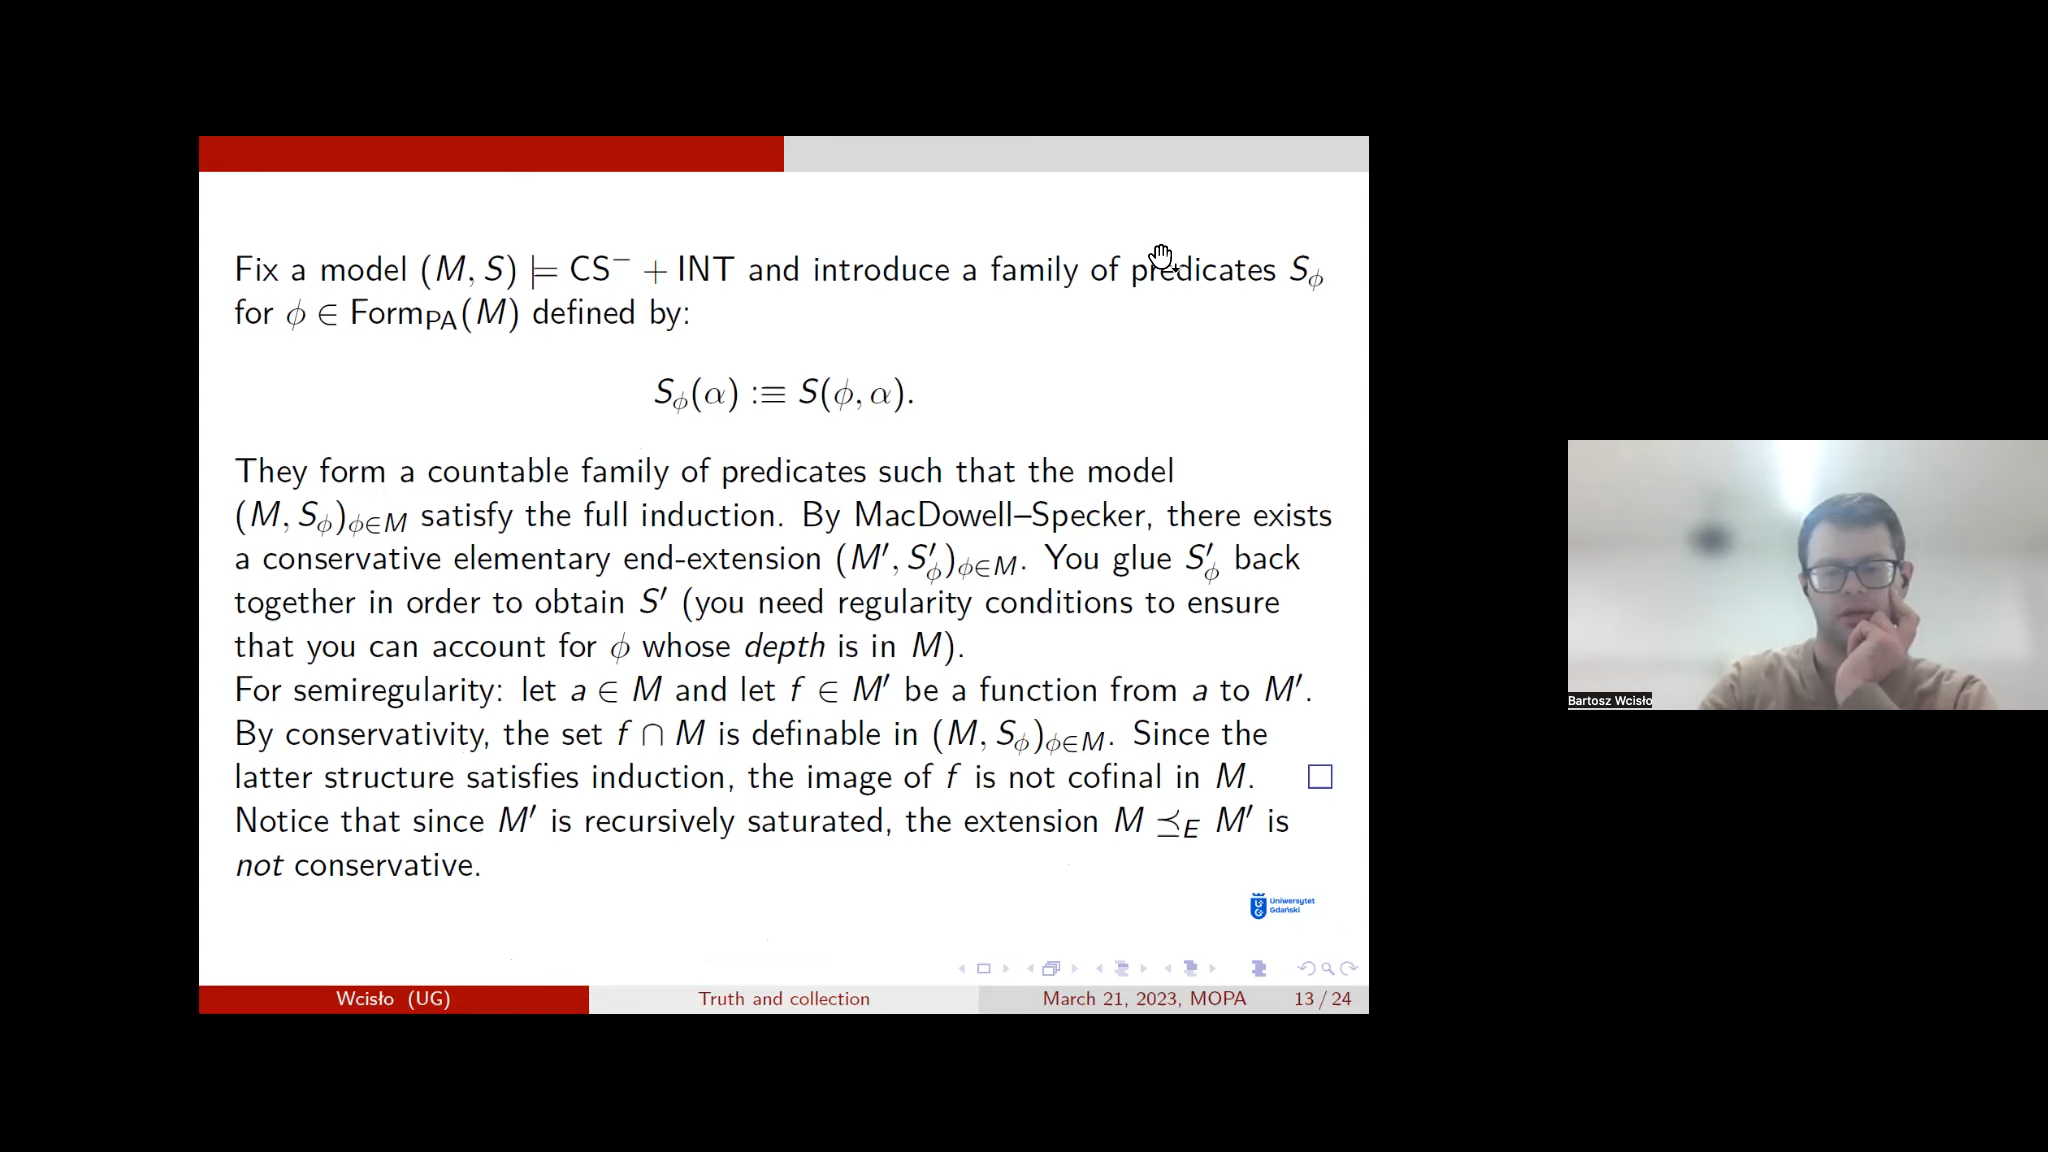 Fix a model (M, S) ⊨ CS⁻ + INT and introduce a family of predicates S_ϕ
for ϕ ∈ Form_PA(M) defined by:
S_ϕ(α) :≡ S(ϕ, α).
They form a countable family of predicates such that the model
(M, S_ϕ)_ϕ∈M satisfy the full induction. By MacDowell–Specker, there exists
a conservative elementary end-extension (M′, S′_ϕ)_ϕ∈M. You glue S′_ϕ back
together in order to obtain S′ (you need regularity conditions to ensure
that you can account for ϕ whose depth is in M).
For semiregularity: let a ∈ M and let f ∈ M′ be a function from a to M′.
By conservativity, the set f ∩ M is definable in (M, S_ϕ)_ϕ∈M. Since the
latter structure satisfies induction, the image of f is not cofinal in M. □
Notice that since M′ is recursively saturated, the extension M ⪯_E M′ is
not conservative.
Uniwersytet
Gdański
Wcisło (UG) Truth and collection March 21, 2023, MOPA 13 / 24
Bartosz Wcisło